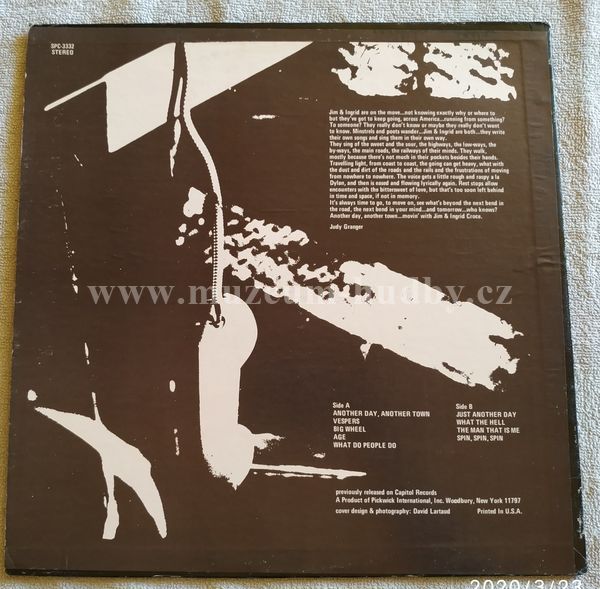 SPC-3332
STEREO
Jim & Ingrid are on the move...not knowing exactly why or where to
but they've got to keep going, across America...running from something?
To someone? They really don't know or maybe they really don't want
to know. Minstrels and poets wander...Jim & Ingrid are both...they write
their own songs and sing them in their own way.
They sing of the sweet and the sour, the highways, the low-ways, the
by-ways, the main roads, the railways of their minds. They walk,
mostly because there's not much in their pockets besides their hands.
Travelling light, from coast to coast, the going can get heavy, what with
the dust and dirt of the roads and the rails and the frustrations of moving
from nowhere to nowhere. The voice gets a little rough and raspy a la
Dylan, and then is eased and flowing lyrically again. Rest stops allow
encounters with the bittersweet of love, but that's too soon left behind
in time and space, if not in memory.
It's always time to go, to move on, see what's beyond the next bend in
the road, the next bend in your mind...and tomorrow...who knows?
Another day, another town...movin' with Jim & Ingrid Croce.
Judy Granger
www.muzeum-hudby.cz
Side A
ANOTHER DAY, ANOTHER TOWN
VESPERS
BIG WHEEL
AGE
WHAT DO PEOPLE DO
Side B
JUST ANOTHER DAY
WHAT THE HELL
THE MAN THAT IS ME
SPIN, SPIN, SPIN
previously released on Capitol Records
A Product of Pickwick International, Inc. Woodbury, New York 11797
cover design & photography: David Lartaud Printed In U.S.A.
2020/3/23